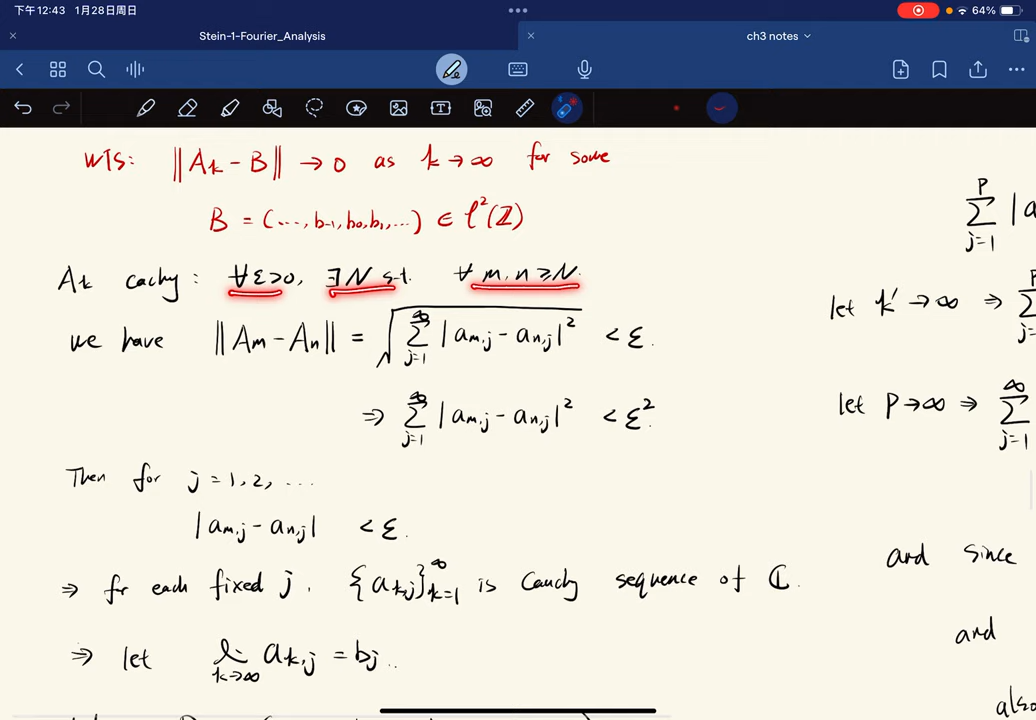 下午12:43 1月28日周日
64%
Stein-1-Fourier_Analysis
ch3 notes
WTS: ||A_k - B|| → 0 as k → ∞ for some
B = (..., b_{-1}, b_0, b_1, ...) ∈ ℓ²(ℤ)
A_k cachy: ∀ε>0, ∃N s.t. ∀ m, n ≥ N.
we have ||A_m - A_n|| = √(∑_{j=1}^∞ |a_{m,j} - a_{n,j}|²) < ε.
⇒ ∑_{j=1}^∞ |a_{m,j} - a_{n,j}|² < ε².
Then for j = 1, 2, ...
|a_{m,j} - a_{n,j}| < ε.
⇒ for each fixed j, {a_{k,j}}_{k=1}^∞ is Cauchy sequence of ℂ.
⇒ let lim_{k→∞} a_{k,j} = b_j ..
∑_{j=1}^P | a
let k' → ∞ ⇒ ∑
let P → ∞ ⇒ ∑_{j=1}^∞
and since
and
also